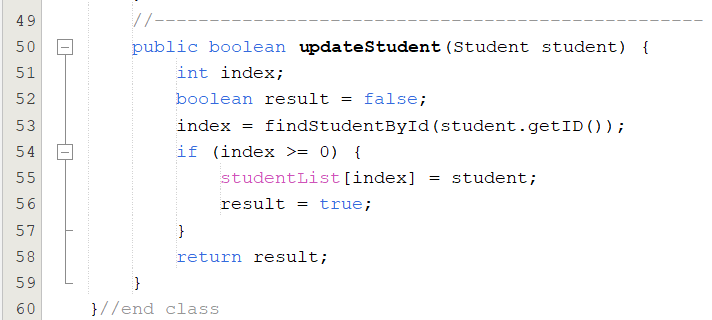 49 //--------------------------------------------------
50 public boolean updateStudent(Student student) {
51 int index;
52 boolean result = false;
53 index = findStudentById(student.getID());
54 if (index >= 0) {
55 studentList[index] = student;
56 result = true;
57 }
58 return result;
59 }
60 }//end class